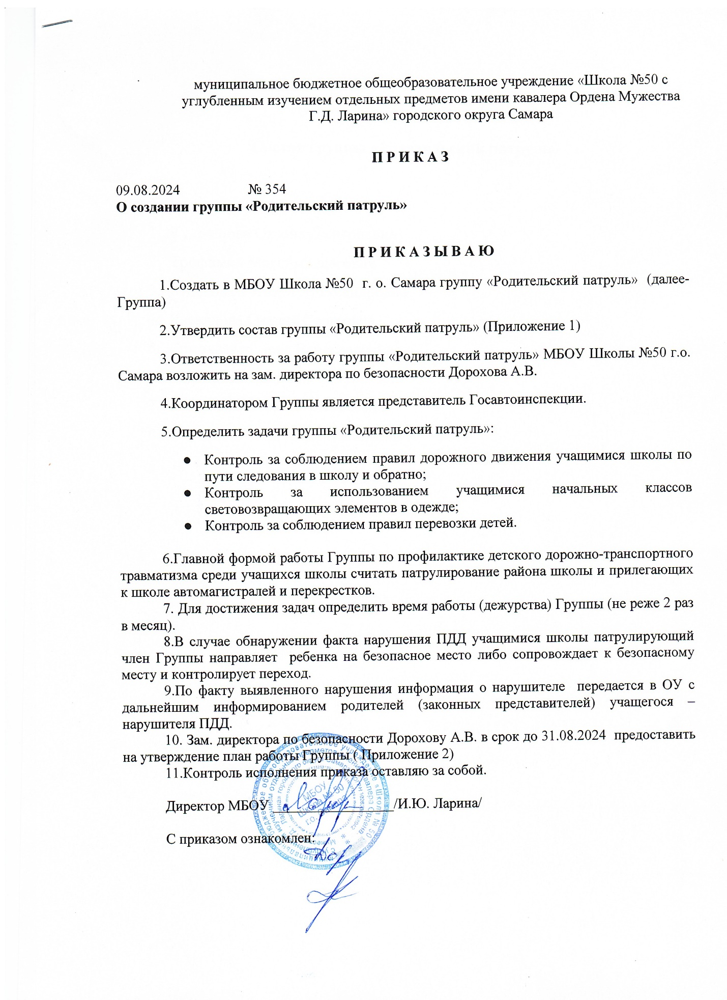 муниципальное бюджетное общеобразовательное учреждение «Школа №50 с
углубленным изучением отдельных предметов имени кавалера Ордена Мужества
Г.Д. Ларина» городского округа Самара
П Р И К А З
09.08.2024 № 354
О создании группы «Родительский патруль»
П Р И К А З Ы В А Ю
1.Создать в МБОУ Школа №50 г. о. Самара группу «Родительский патруль» (далее-
Группа)
2.Утвердить состав группы «Родительский патруль» (Приложение 1)
3.Ответственность за работу группы «Родительский патруль» МБОУ Школы №50 г.о.
Самара возложить на зам. директора по безопасности Дорохова А.В.
4.Координатором Группы является представитель Госавтоинспекции.
5.Определить задачи группы «Родительский патруль»:
● Контроль за соблюдением правил дорожного движения учащимися школы по
пути следования в школу и обратно;
● Контроль за использованием учащимися начальных классов
световозвращающих элементов в одежде;
● Контроль за соблюдением правил перевозки детей.
6.Главной формой работы Группы по профилактике детского дорожно-транспортного
травматизма среди учащихся школы считать патрулирование района школы и прилегающих
к школе автомагистралей и перекрестков.
7. Для достижения задач определить время работы (дежурства) Группы (не реже 2 раз
в месяц).
8.В случае обнаружении факта нарушения ПДД учащимися школы патрулирующий
член Группы направляет ребенка на безопасное место либо сопровождает к безопасному
месту и контролирует переход.
9.По факту выявленного нарушения информация о нарушителе передается в ОУ с
дальнейшим информированием родителей (законных представителей) учащегося –
нарушителя ПДД.
10. Зам. директора по безопасности Дорохову А.В. в срок до 31.08.2024 предоставить
на утверждение план работы Группы ( Приложение 2)
11.Контроль исполнения приказа оставляю за собой.
Директор МБОУ __________________/И.Ю. Ларина/
МБОУ
Школа № 50
г.о. Самара
С приказом ознакомлен: